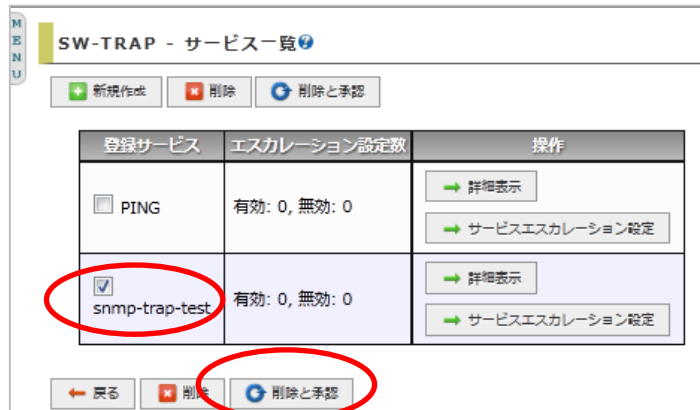 MENU
SW-TRAP - サービス一覧?
新規作成 削除 削除と承認
登録サービス エスカレーション設定数 操作
PING 有効: 0, 無効: 0 詳細表示
サービスエスカレーション設定
snmp-trap-test 有効: 0, 無効: 0 詳細表示
サービスエスカレーション設定
戻る 削除 削除と承認